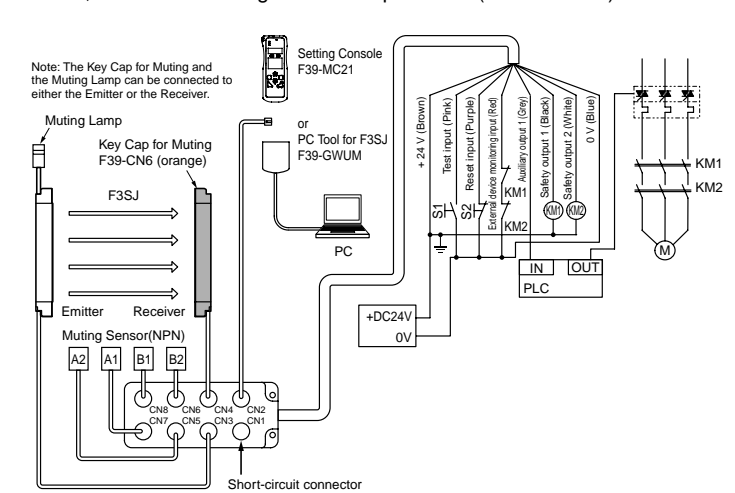 Note: The Key Cap for Muting and
the Muting Lamp can be connected to
either the Emitter or the Receiver.
Setting Console
F39-MC21
or
PC Tool for F3SJ
F39-GWUM
PC
Muting Lamp
Key Cap for Muting
F39-CN6 (orange)
F3SJ
Emitter
Receiver
Muting Sensor(NPN)
A2
A1
B1
B2
CN8
CN6
CN4
CN2
CN7
CN5
CN3
CN1
Short-circuit connector
+ 24 V (Brown)
Test input (Pink)
Reset input (Purple)
External device monitoring input (Red)
Auxiliary output 1 (Grey)
Safety output 1 (Black)
Safety output 2 (White)
0 V (Blue)
S1
S2
KM1
KM2
KM1
KM2
IN
OUT
PLC
+DC24V
0V
KM1
KM2
M